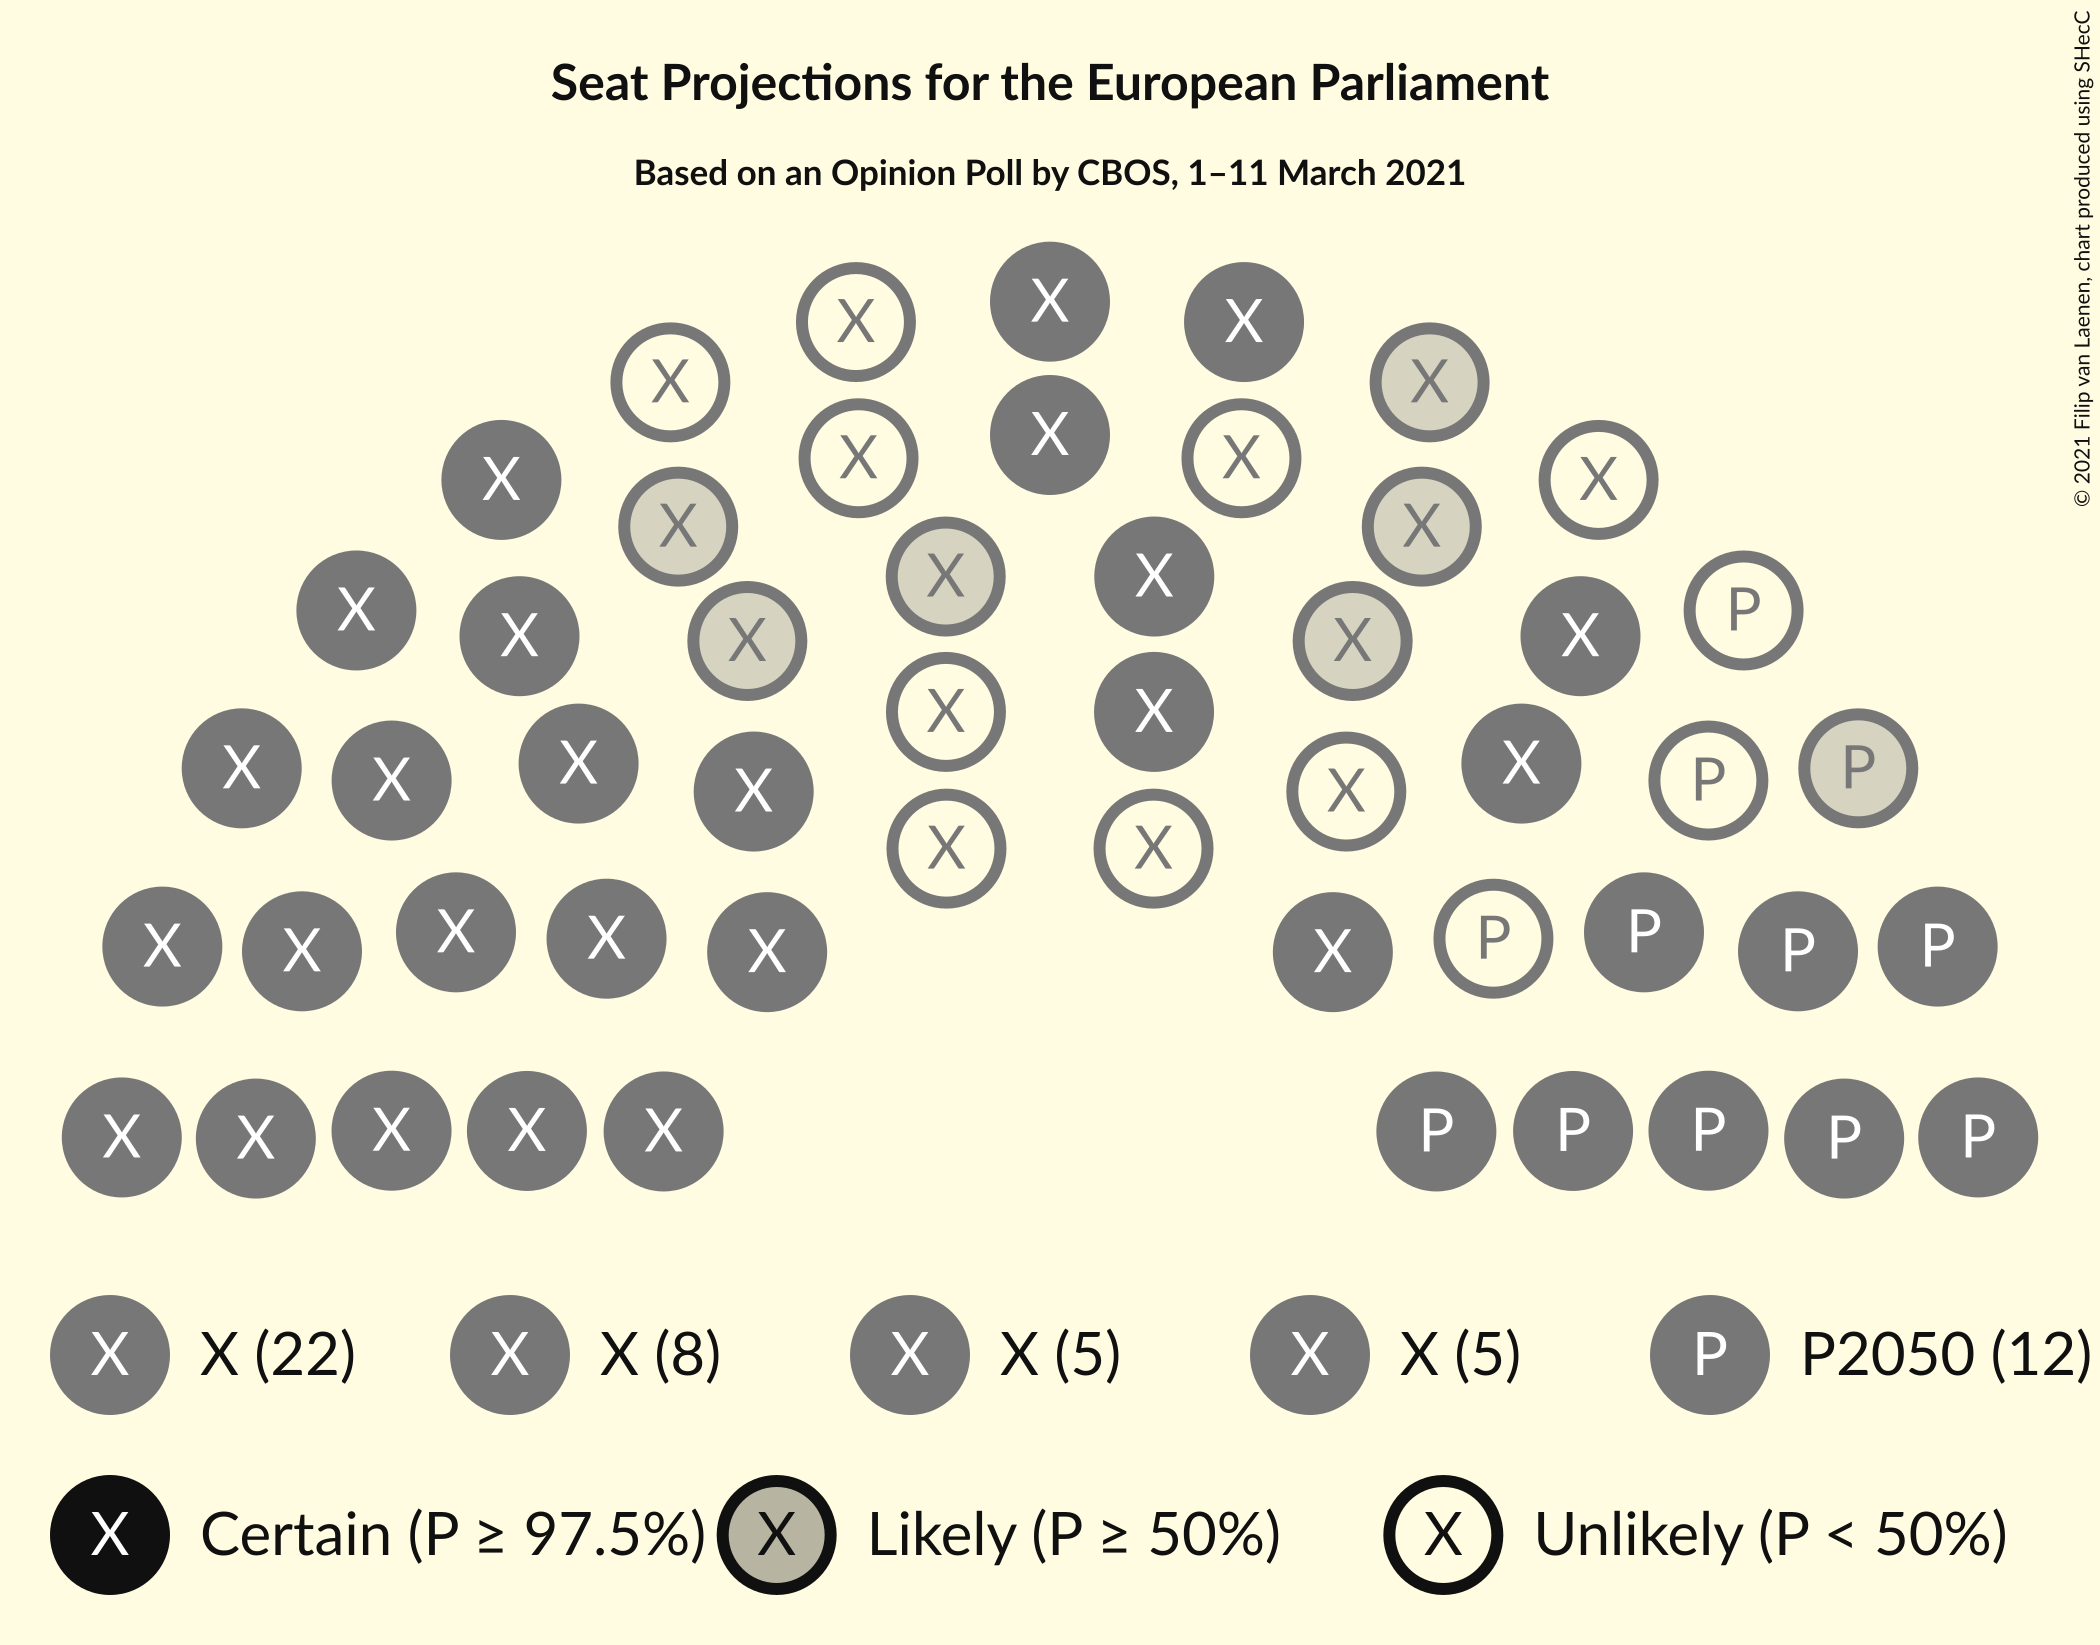 Seat Projections for the European Parliament
Based on an Opinion Poll by CBOS, 1–11 March 2021
© 2021 Filip van Laenen, chart produced using SHecC
X X X
X X
X X X X
X X
X X X
X X
X X X X
X X P
X X
X X X P
X X X X P P
X X
X X P P
X X X X P P
X X X X X X X P P P P P
X X X (22) X X (8) X X (5) X X (5) P P2050 (12)
X Certain (P ≥ 97.5%) X Likely (P ≥ 50%) X Unlikely (P < 50%)